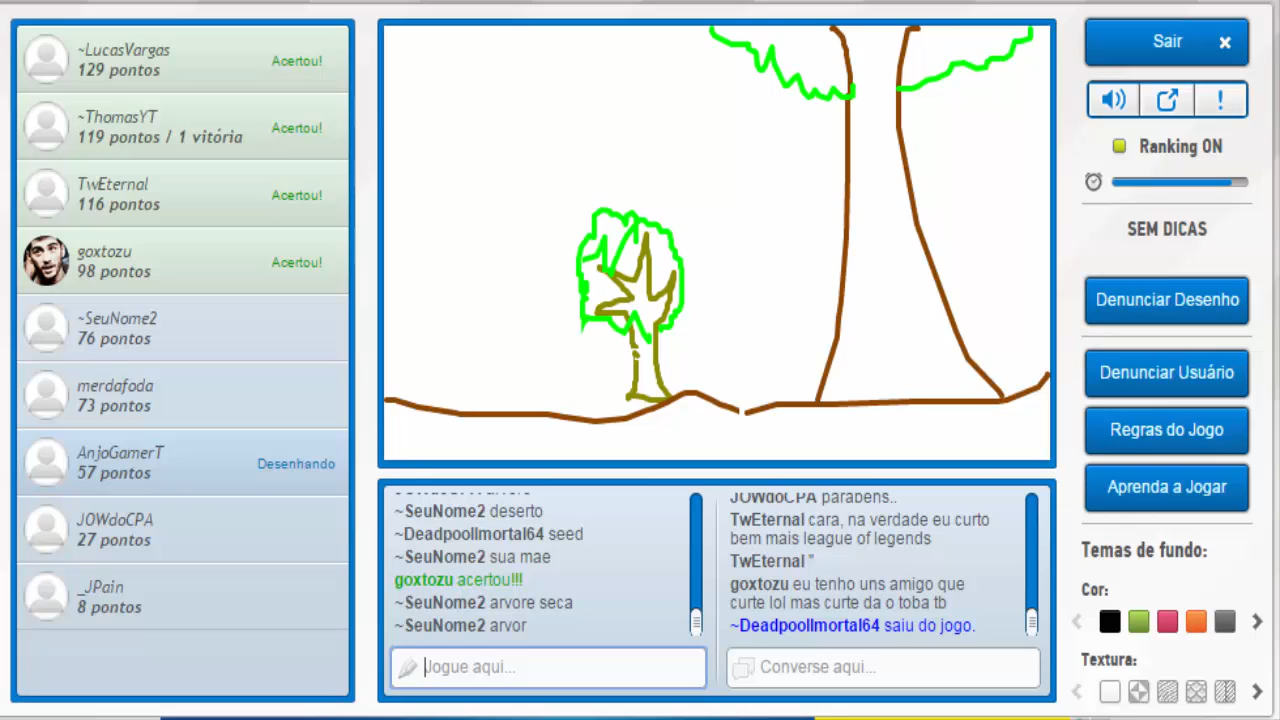 ~LucasVargas
129 pontos
Acertou!
~ThomasYT
119 pontos / 1 vitória
Acertou!
TwEternal
116 pontos
Acertou!
goxtozu
98 pontos
Acertou!
~SeuNome2
76 pontos
merdafoda
73 pontos
AnjoGamerT
57 pontos
Desenhando
JOWdoCPA
27 pontos
_JPain
8 pontos
~SeuNome2 deserto
~DeadpoolImortal64 seed
~SeuNome2 sua mae
goxtozu acertou!!!
~SeuNome2 arvore seca
~SeuNome2 arvor
Jogue aqui...
JOWdoCPA parabens..
TwEternal cara, na verdade eu curto
bem mais league of legends
TwEternal "
goxtozu eu tenho uns amigo que
curte lol mas curte da o toba tb
~DeadpoolImortal64 saiu do jogo.
Converse aqui...
Sair
Ranking ON
SEM DICAS
Denunciar Desenho
Denunciar Usuário
Regras do Jogo
Aprenda a Jogar
Temas de fundo:
Cor:
Textura: